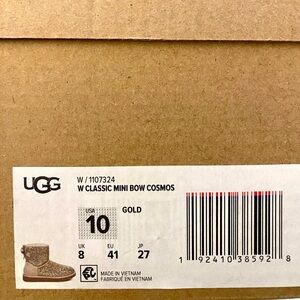 UGG
W / 1107324
W CLASSIC MINI BOW COSMOS
USA
10
GOLD
UK EU JP
8 41 27
MADE IN VIETNAM
FABRIQUÉ EN VIETNAM
1 92410 38592 8